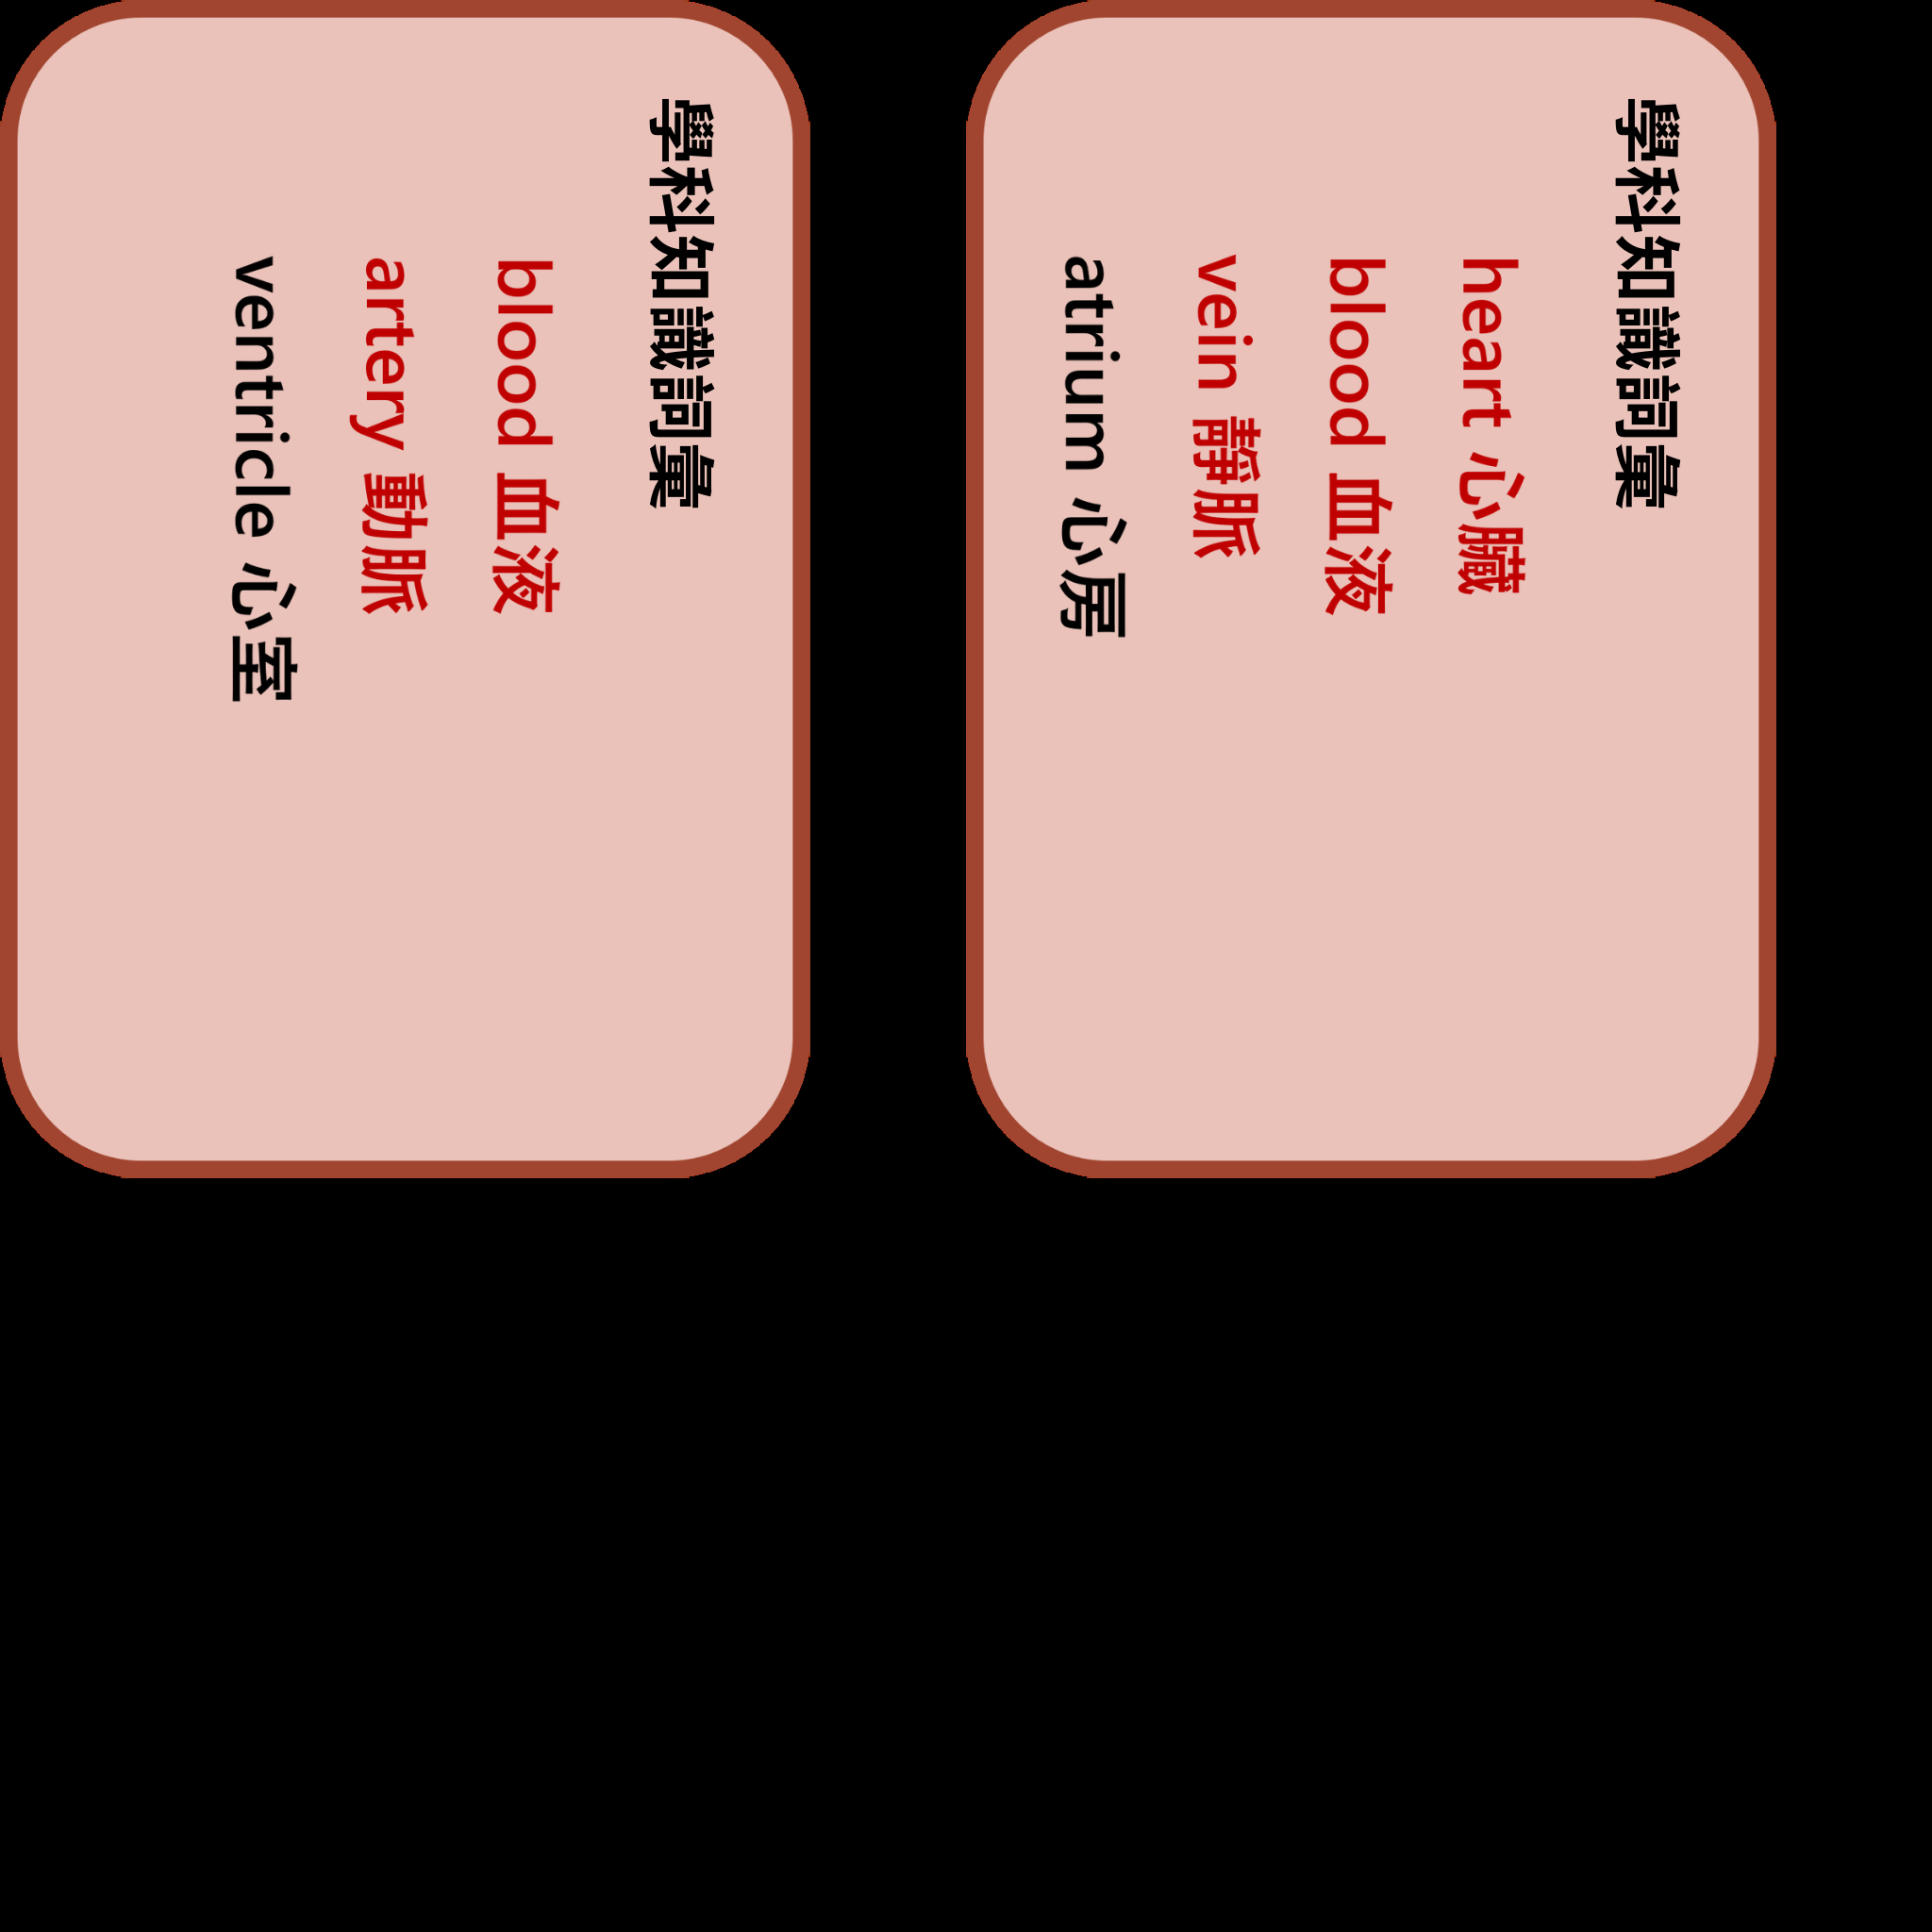 學科知識詞彙
blood 血液
artery 動脈
ventricle 心室
學科知識詞彙
heart 心臟
blood 血液
vein 靜脈
atrium 心房